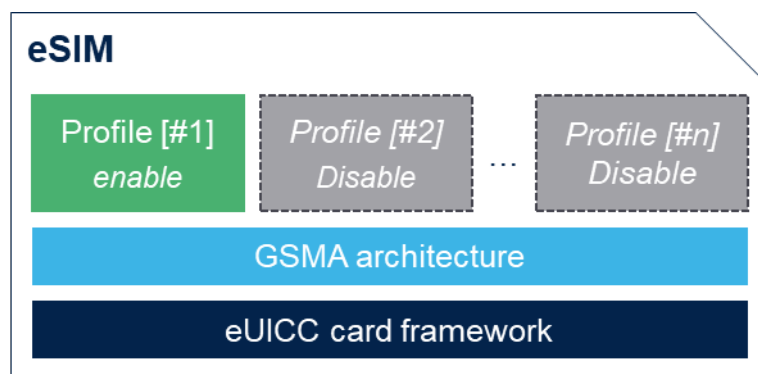 eSIM
Profile [#1]
enable
Profile [#2]
Disable
...
Profile [#n]
Disable
GSMA architecture
eUICC card framework